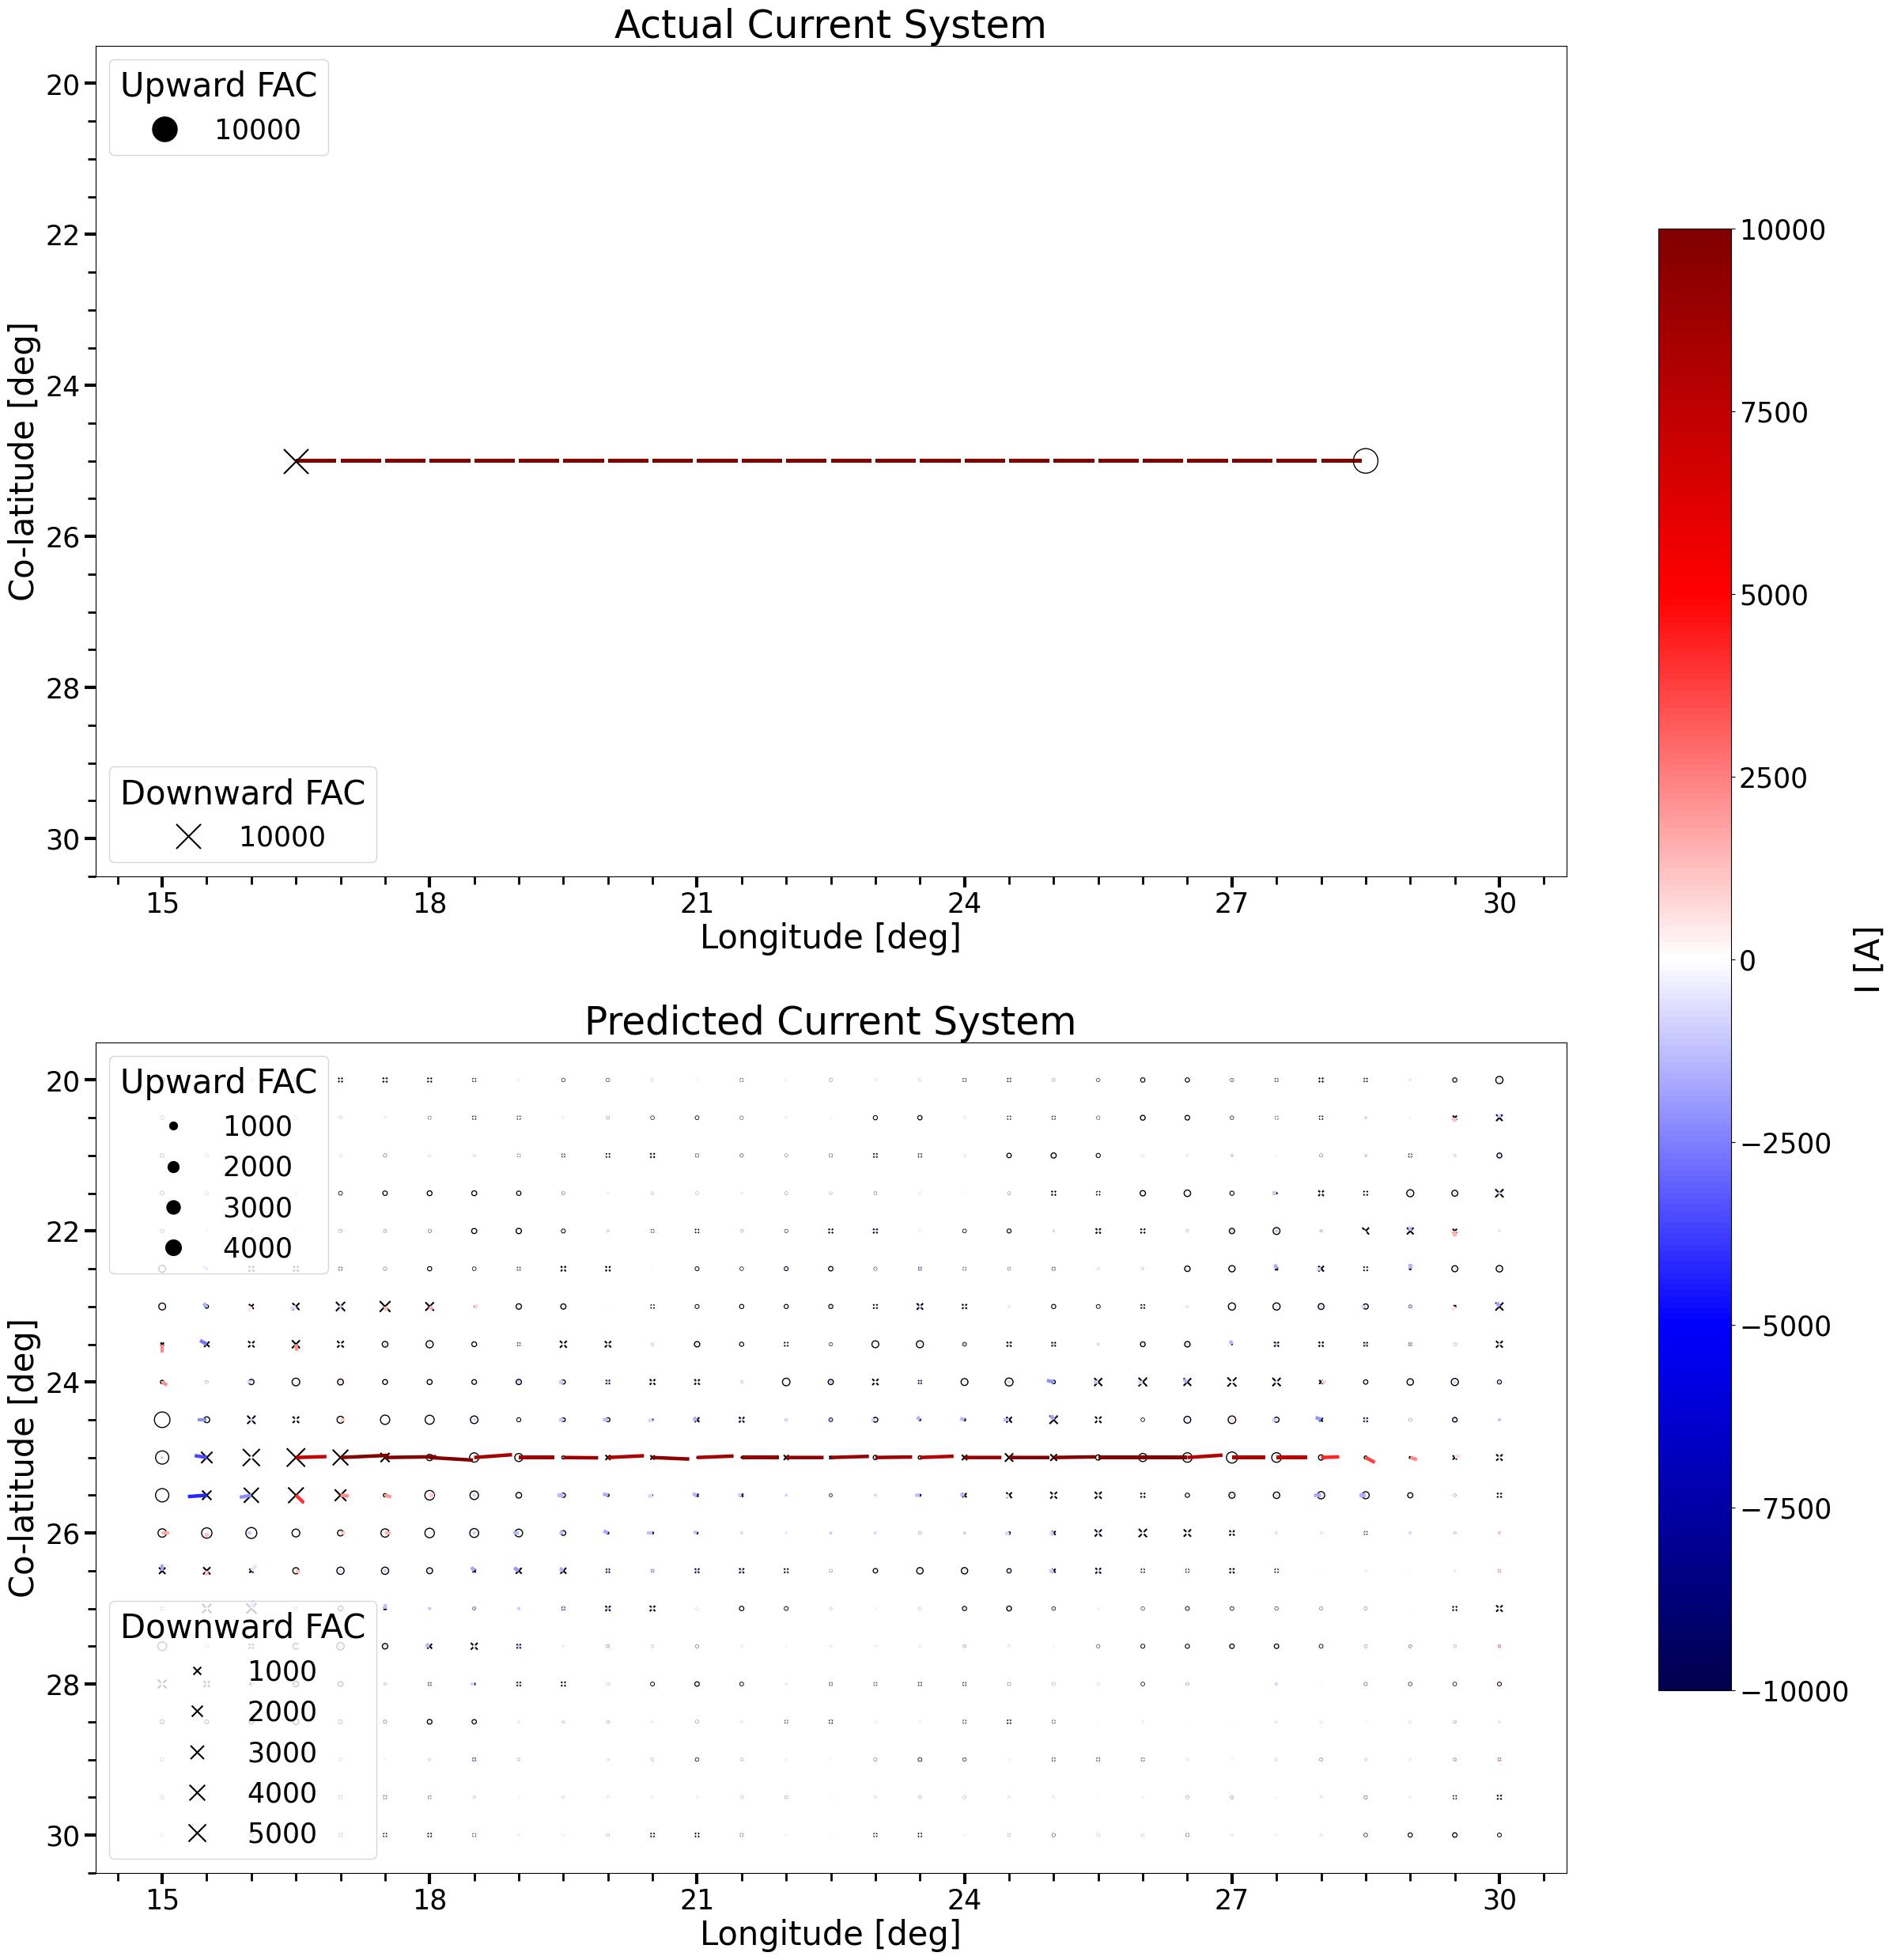 Actual Current System
Upward FAC
10000
Downward FAC
10000
20
22
24
26
28
30
Co-latitude [deg]
15 18 21 24 27 30
Longitude [deg]
Predicted Current System
Upward FAC
1000
2000
3000
4000
Downward FAC
1000
2000
3000
4000
5000
20
22
24
26
28
30
Co-latitude [deg]
15 18 21 24 27 30
Longitude [deg]
10000
7500
5000
2500
0
−2500
−5000
−7500
−10000
I [A]